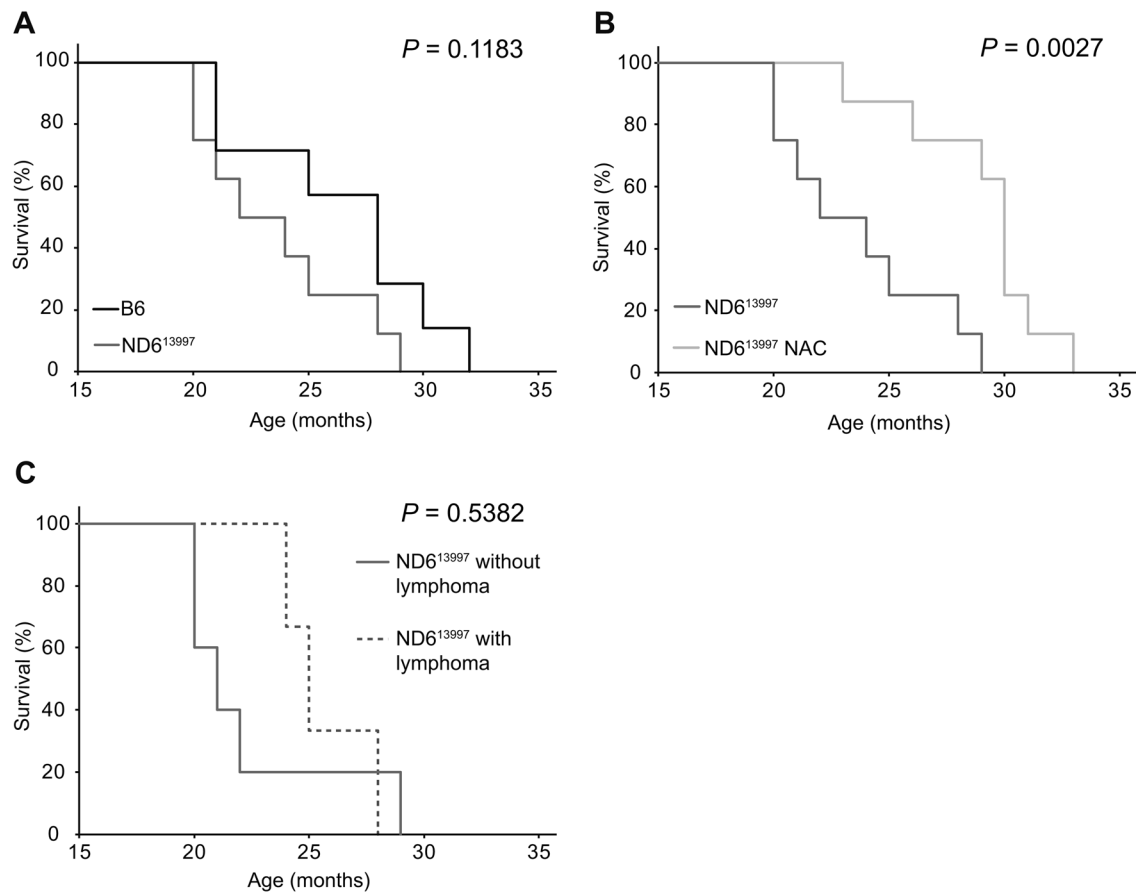 A
P = 0.1183
100
80
60
40
20
0
Survival (%)
B6
ND6¹³⁹⁹⁷
15 20 25 30 35
Age (months)
B
P = 0.0027
100
80
60
40
20
0
Survival (%)
ND6¹³⁹⁹⁷
ND6¹³⁹⁹⁷ NAC
15 20 25 30 35
Age (months)
C
P = 0.5382
100
80
60
40
20
0
Survival (%)
ND6¹³⁹⁹⁷ without
lymphoma
ND6¹³⁹⁹⁷ with
lymphoma
15 20 25 30 35
Age (months)